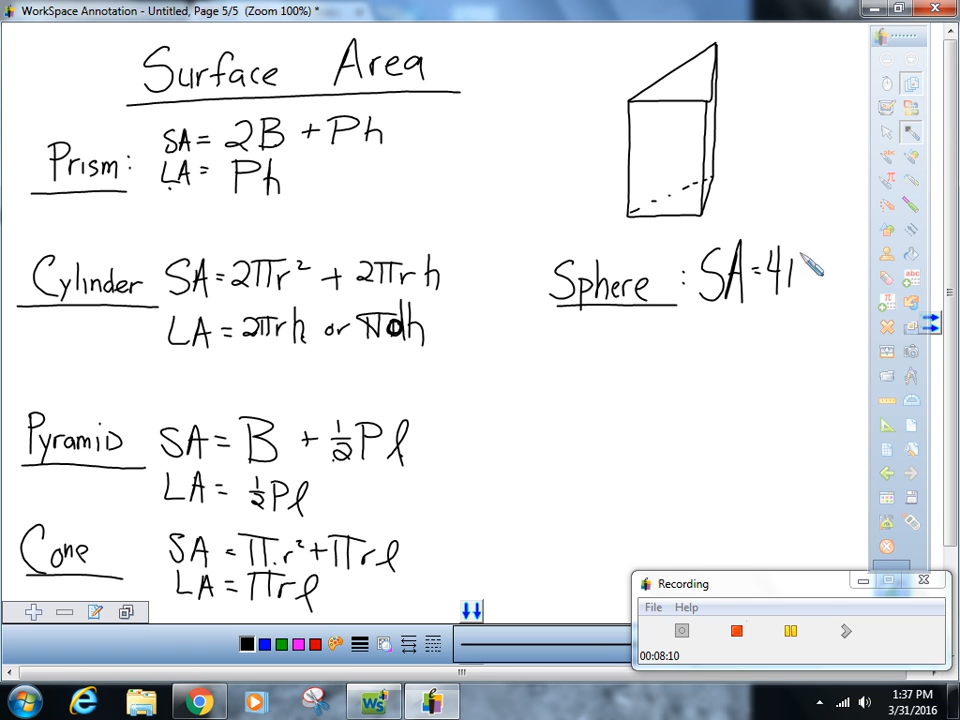 WorkSpace Annotation - Untitled, Page 5/5 (Zoom 100%) *
Surface Area
Prism: SA = 2B + Ph
LA = Ph
Cylinder SA = 2πr² + 2πrh
LA = 2πrh or πdh
Sphere : SA = 4
Pyramid SA = B + ½Pl
LA = ½Pl
Cone SA = π.r² + πrl
LA = πrl
Recording
File Help
00:08:10
1:37 PM
3/31/2016